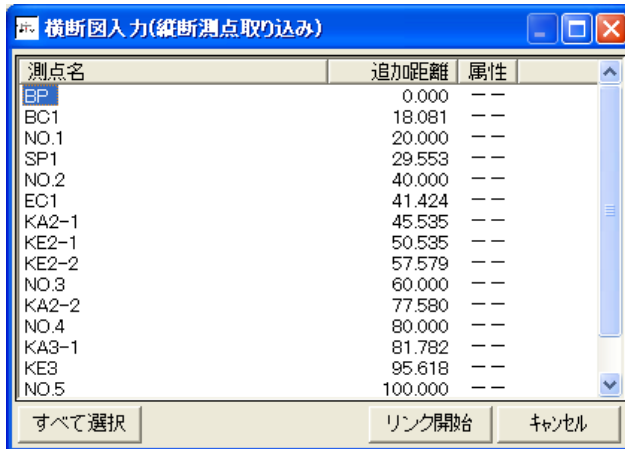 横断図入力(縦断測点取り込み)
測点名 追加距離 属性
BP 0.000 ーー
BC1 18.081 ーー
NO.1 20.000 ーー
SP1 29.553 ーー
NO.2 40.000 ーー
EC1 41.424 ーー
KA2-1 45.535 ーー
KE2-1 50.535 ーー
KE2-2 57.579 ーー
NO.3 60.000 ーー
KA2-2 77.580 ーー
NO.4 80.000 ーー
KA3-1 81.782 ーー
KE3 95.618 ーー
NO.5 100.000 ーー
すべて選択 リンク開始 キャンセル